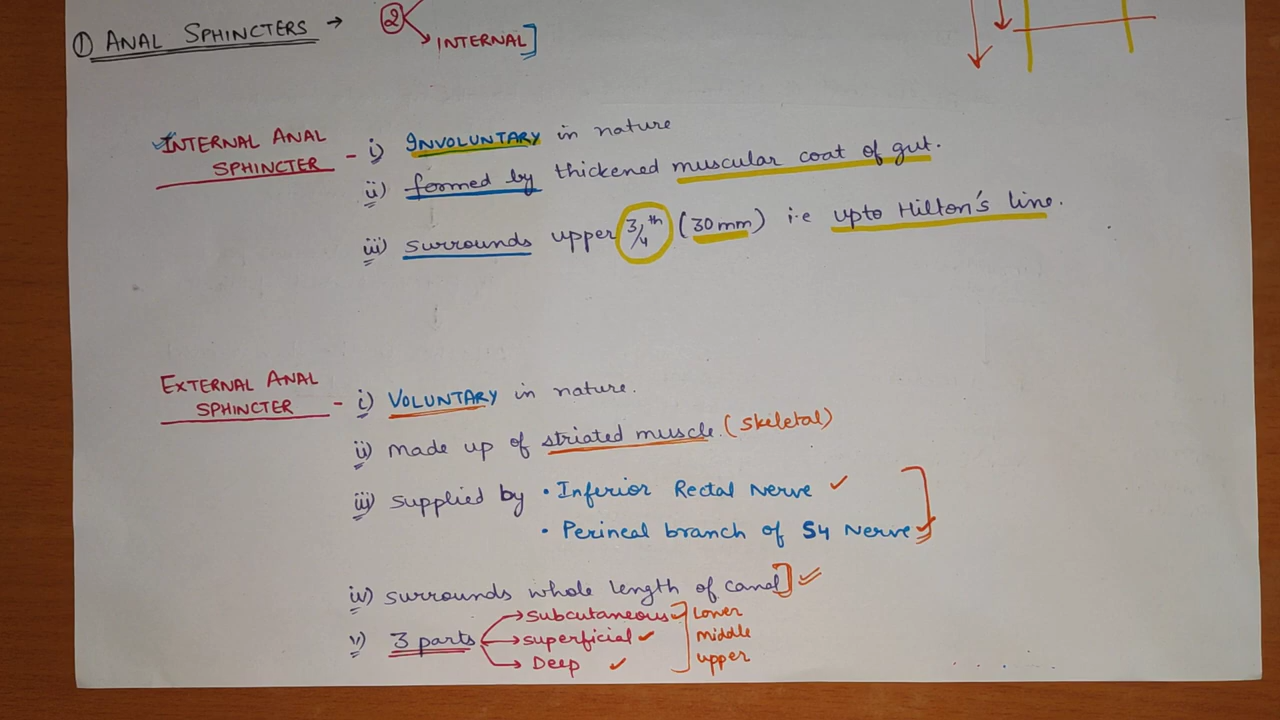 ① ANAL SPHINCTERS → ②
INTERNAL]
INTERNAL ANAL SPHINCTER - i) INVOLUNTARY in nature
ii) formed by thickened muscular coat of gut.
iii) surrounds upper 3/4th (30mm) i.e upto Hilton's line.
EXTERNAL ANAL SPHINCTER - i) VOLUNTARY in nature.
ii) made up of striated muscle. (skeletal)
iii) supplied by • Inferior Rectal Nerve ✓
• Perineal branch of S4 Nerve ✓
iv) surrounds whole length of canal] ✓
v) 3 parts → Subcutaneous ✓ Lower
→ superficial ✓ middle
→ Deep ✓ upper